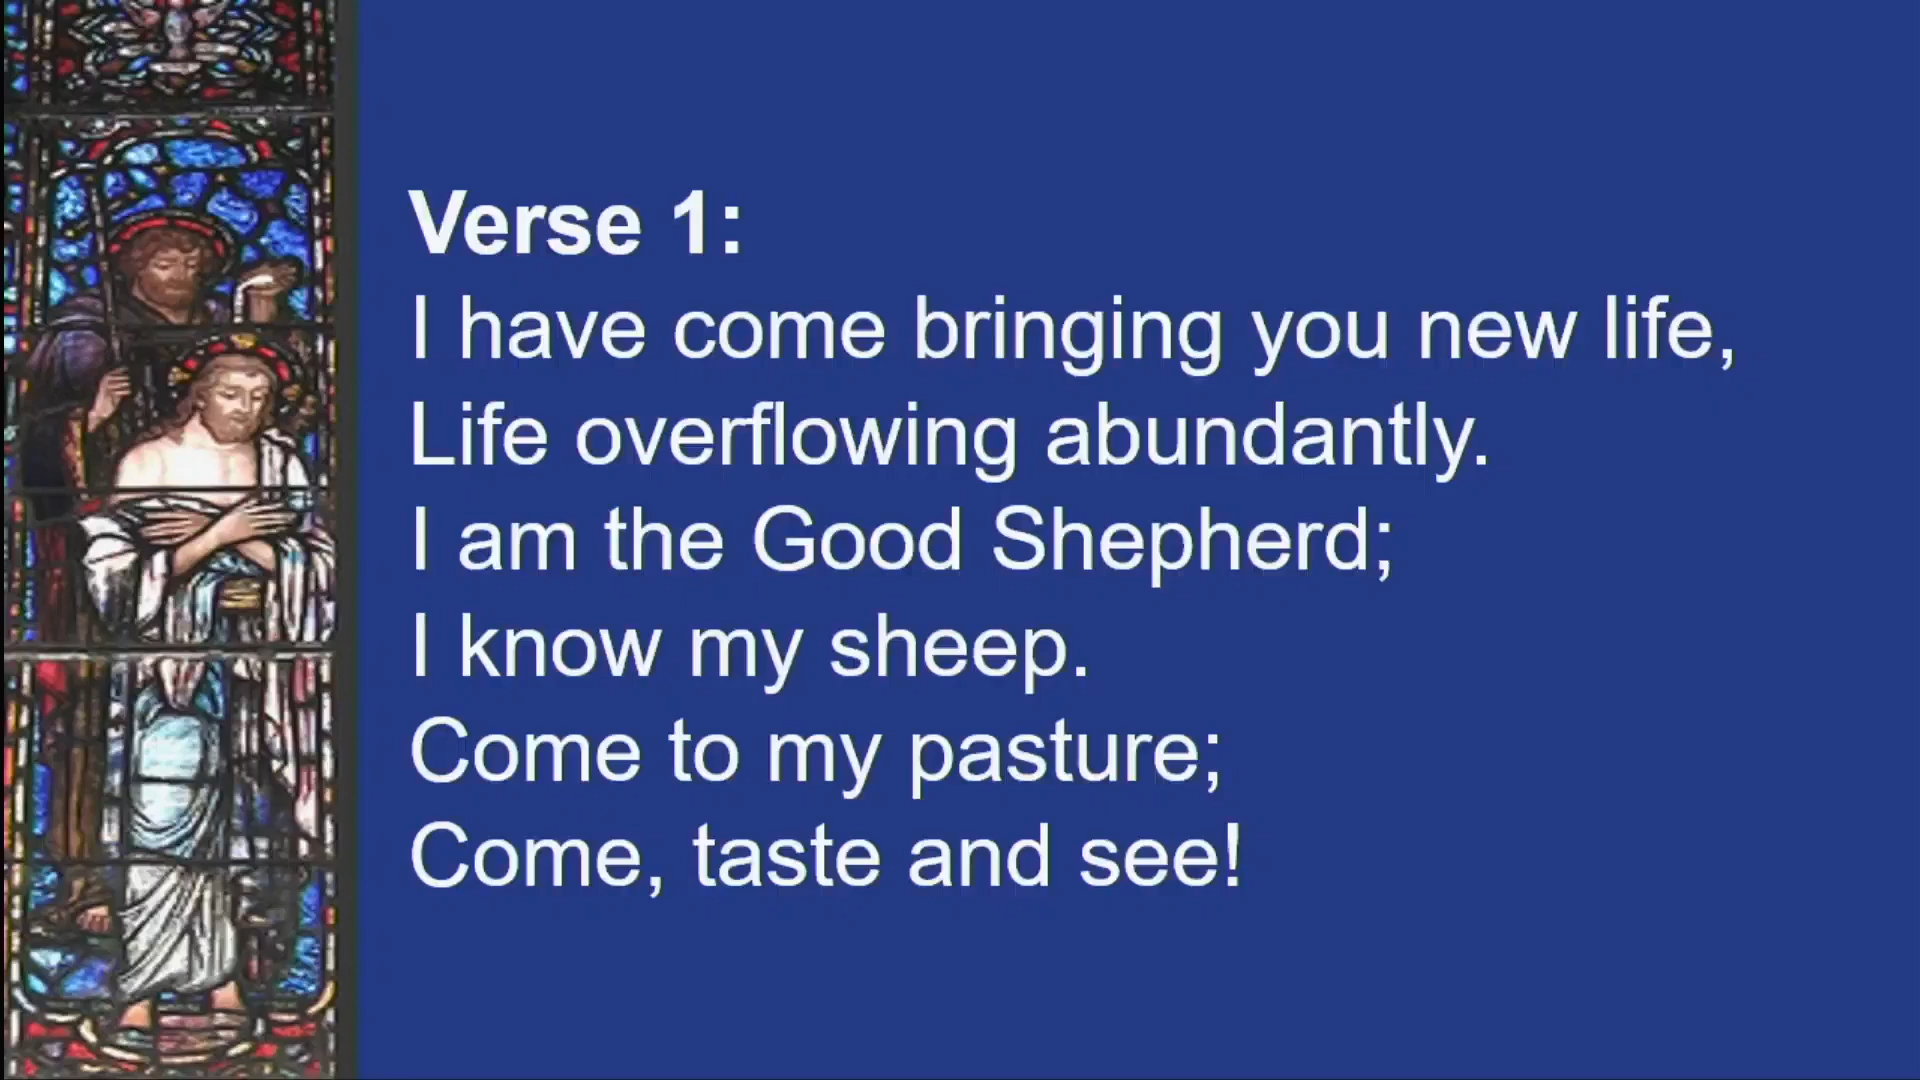 Verse 1:
I have come bringing you new life,
Life overflowing abundantly.
I am the Good Shepherd;
I know my sheep.
Come to my pasture;
Come, taste and see!